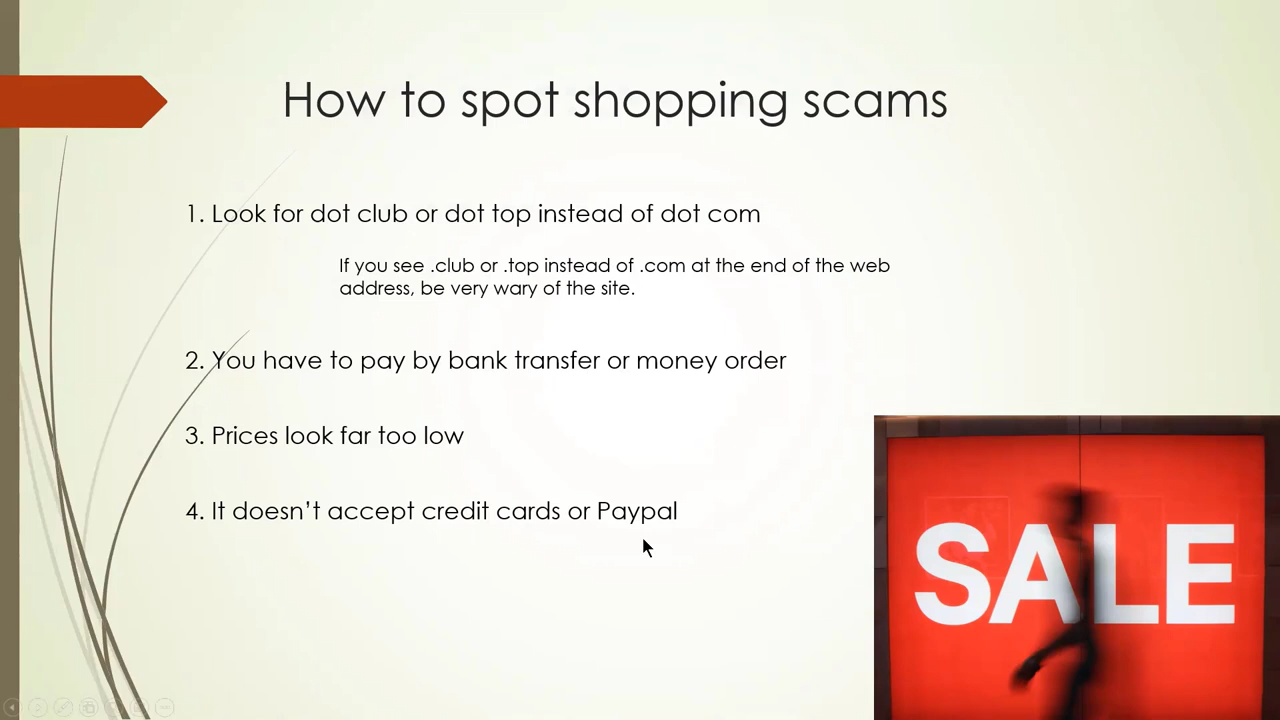 How to spot shopping scams
1. Look for dot club or dot top instead of dot com
If you see .club or .top instead of .com at the end of the web
address, be very wary of the site.
2. You have to pay by bank transfer or money order
3. Prices look far too low
4. It doesn't accept credit cards or Paypal
SALE